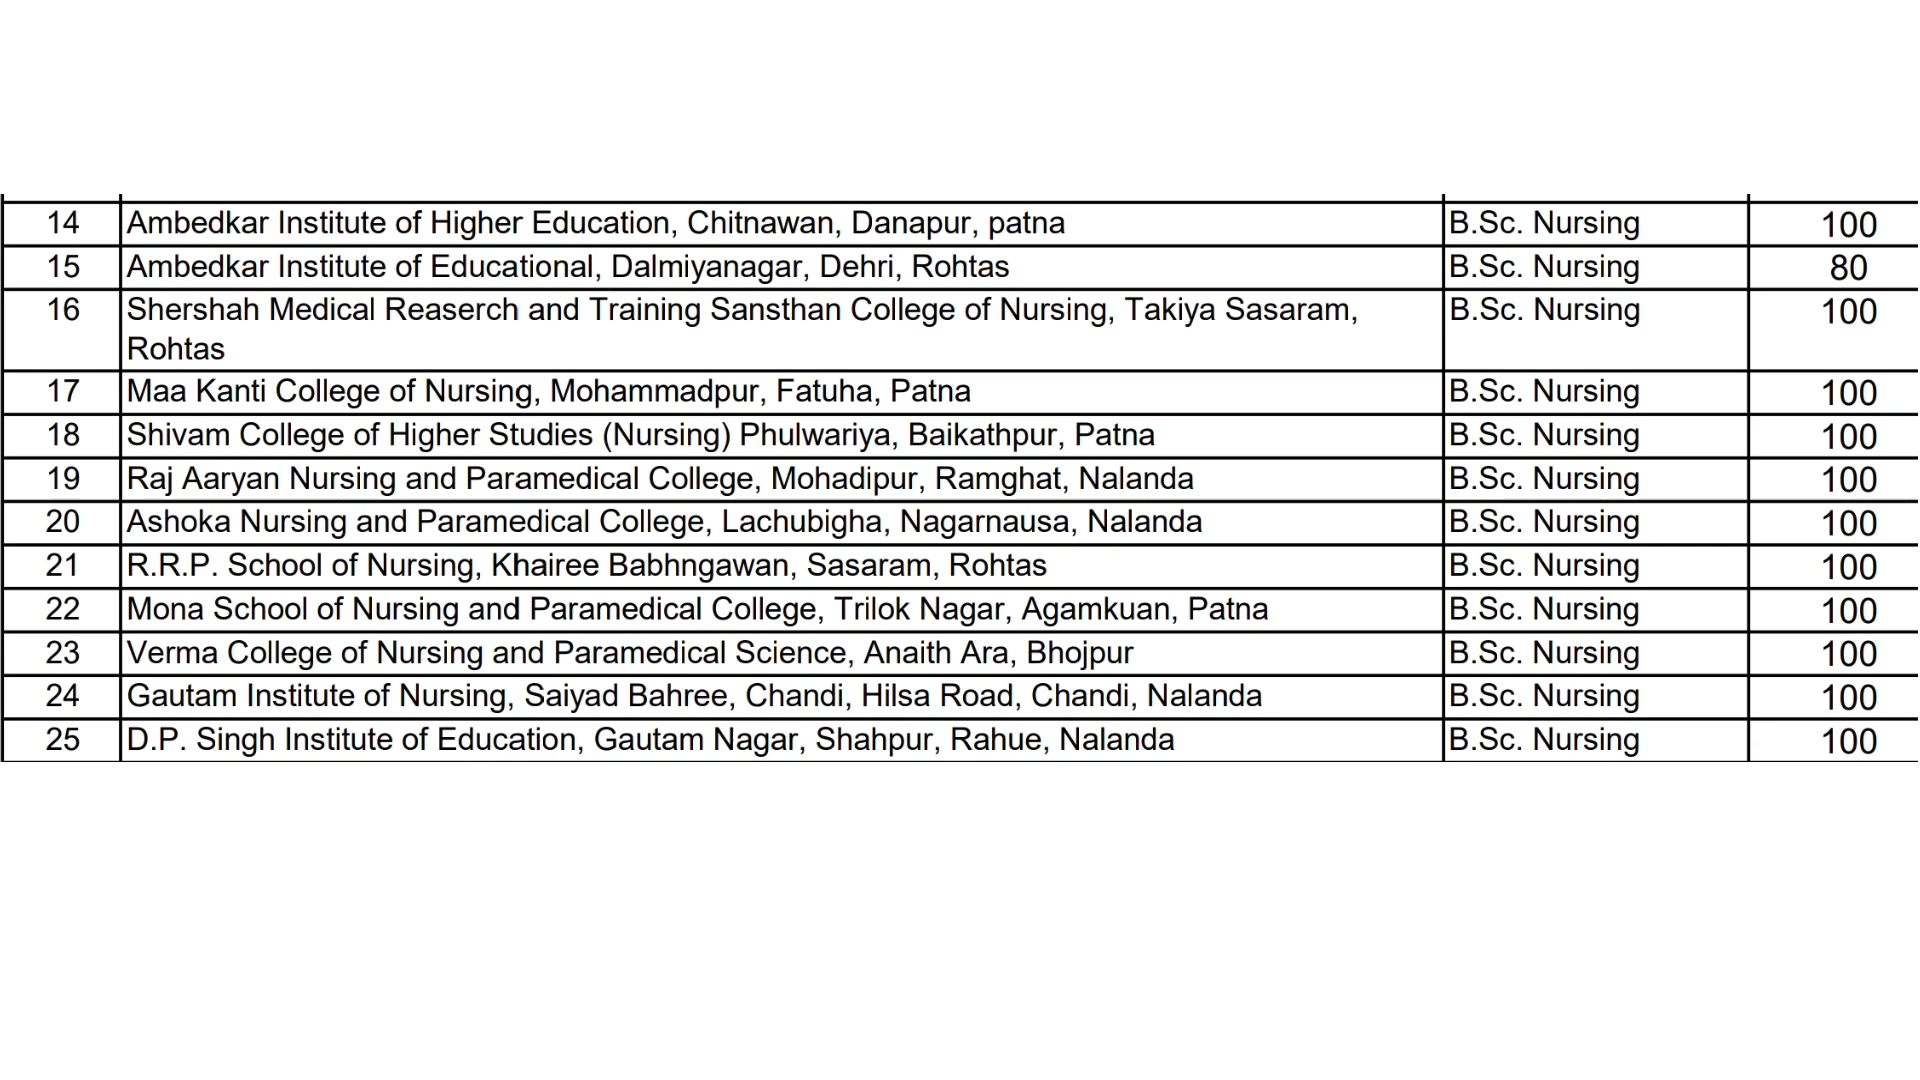 14 Ambedkar Institute of Higher Education, Chitnawan, Danapur, patna B.Sc. Nursing 100
15 Ambedkar Institute of Educational, Dalmiyanagar, Dehri, Rohtas B.Sc. Nursing 80
16 Shershah Medical Reaserch and Training Sansthan College of Nursing, Takiya Sasaram, B.Sc. Nursing 100
Rohtas
17 Maa Kanti College of Nursing, Mohammadpur, Fatuha, Patna B.Sc. Nursing 100
18 Shivam College of Higher Studies (Nursing) Phulwariya, Baikathpur, Patna B.Sc. Nursing 100
19 Raj Aaryan Nursing and Paramedical College, Mohadipur, Ramghat, Nalanda B.Sc. Nursing 100
20 Ashoka Nursing and Paramedical College, Lachubigha, Nagarnausa, Nalanda B.Sc. Nursing 100
21 R.R.P. School of Nursing, Khairee Babhngawan, Sasaram, Rohtas B.Sc. Nursing 100
22 Mona School of Nursing and Paramedical College, Trilok Nagar, Agamkuan, Patna B.Sc. Nursing 100
23 Verma College of Nursing and Paramedical Science, Anaith Ara, Bhojpur B.Sc. Nursing 100
24 Gautam Institute of Nursing, Saiyad Bahree, Chandi, Hilsa Road, Chandi, Nalanda B.Sc. Nursing 100
25 D.P. Singh Institute of Education, Gautam Nagar, Shahpur, Rahue, Nalanda B.Sc. Nursing 100